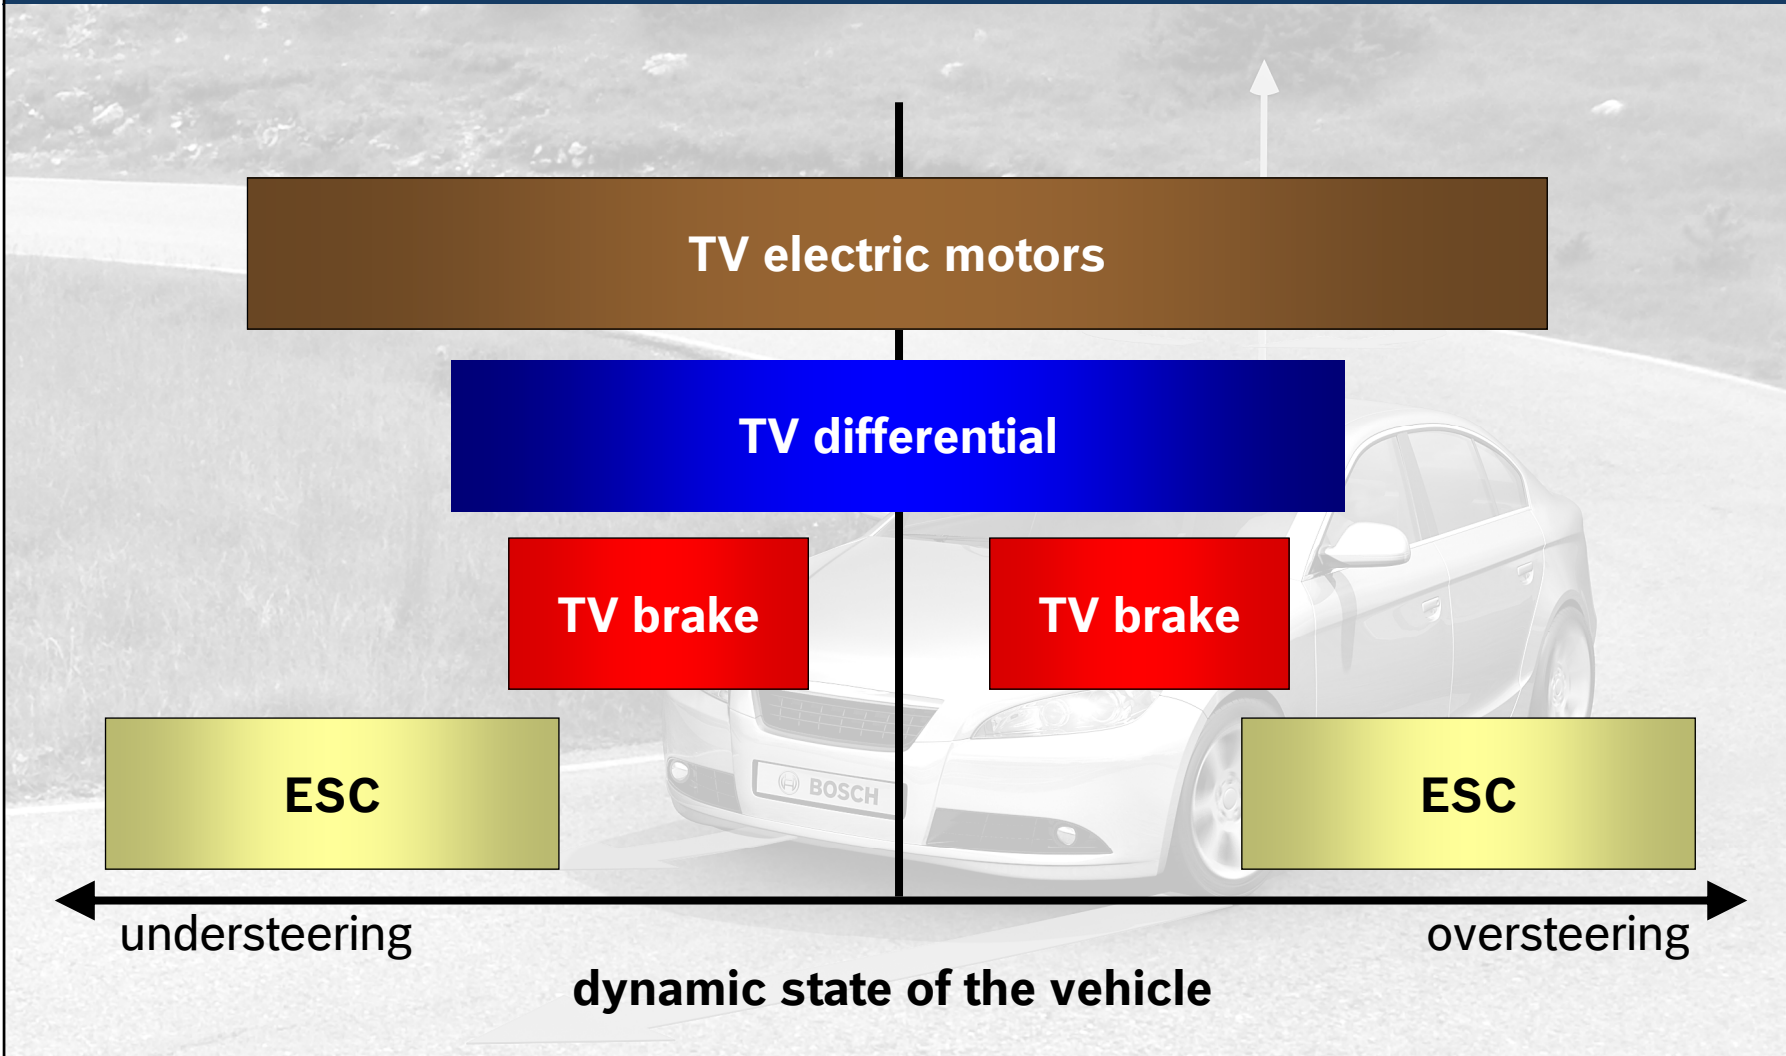 TV electric motors
TV differential
TV brake
TV brake
ESC
ESC
BOSCH
understeering
oversteering
dynamic state of the vehicle